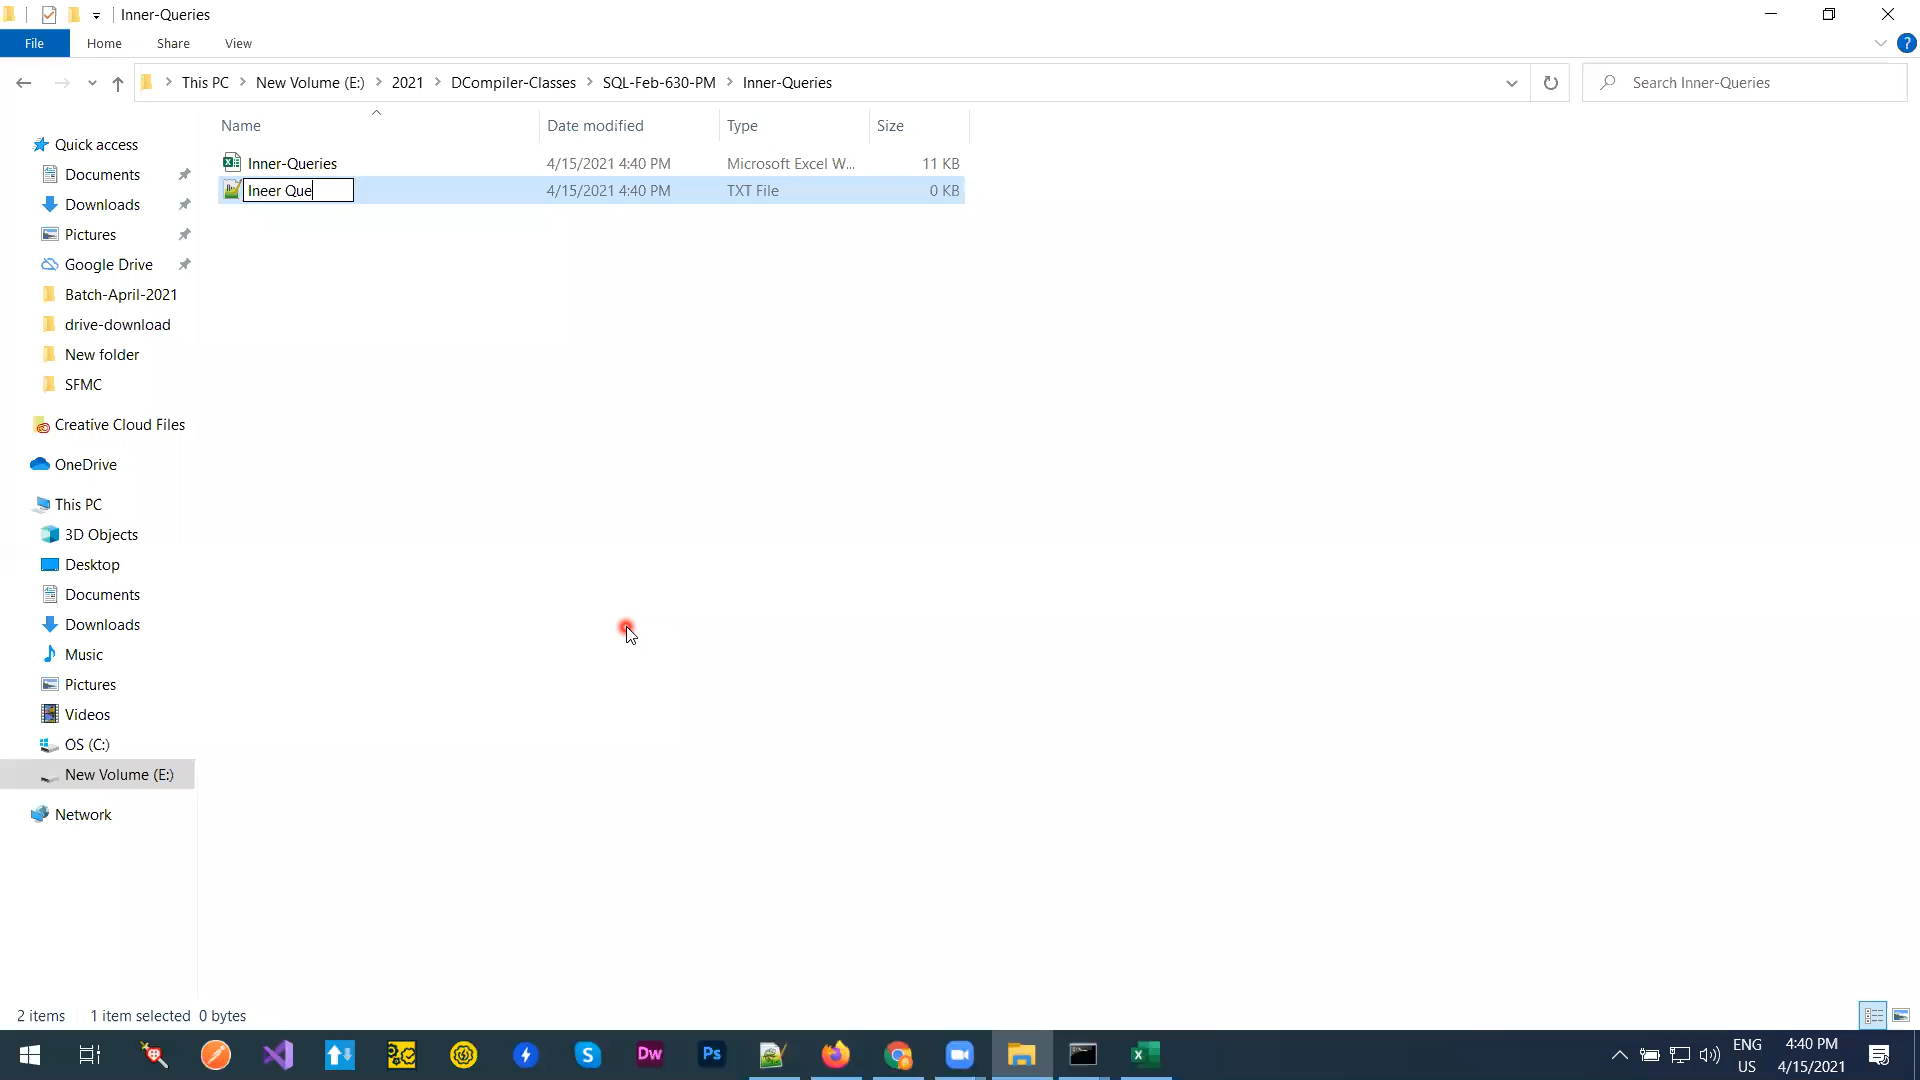 Inner-Queries
File Home Share View
This PC New Volume (E:) 2021 DCompiler-Classes SQL-Feb-630-PM Inner-Queries
Search Inner-Queries
Name Date modified Type Size
Inner-Queries 4/15/2021 4:40 PM Microsoft Excel W... 11 KB
Ineer Que 4/15/2021 4:40 PM TXT File 0 KB
Quick access
Documents
Downloads
Pictures
Google Drive
Batch-April-2021
drive-download
New folder
SFMC
Creative Cloud Files
OneDrive
This PC
3D Objects
Desktop
Documents
Downloads
Music
Pictures
Videos
OS (C:)
New Volume (E:)
Network
2 items 1 item selected 0 bytes
Dw
Ps
ENG
US
4:40 PM
4/15/2021